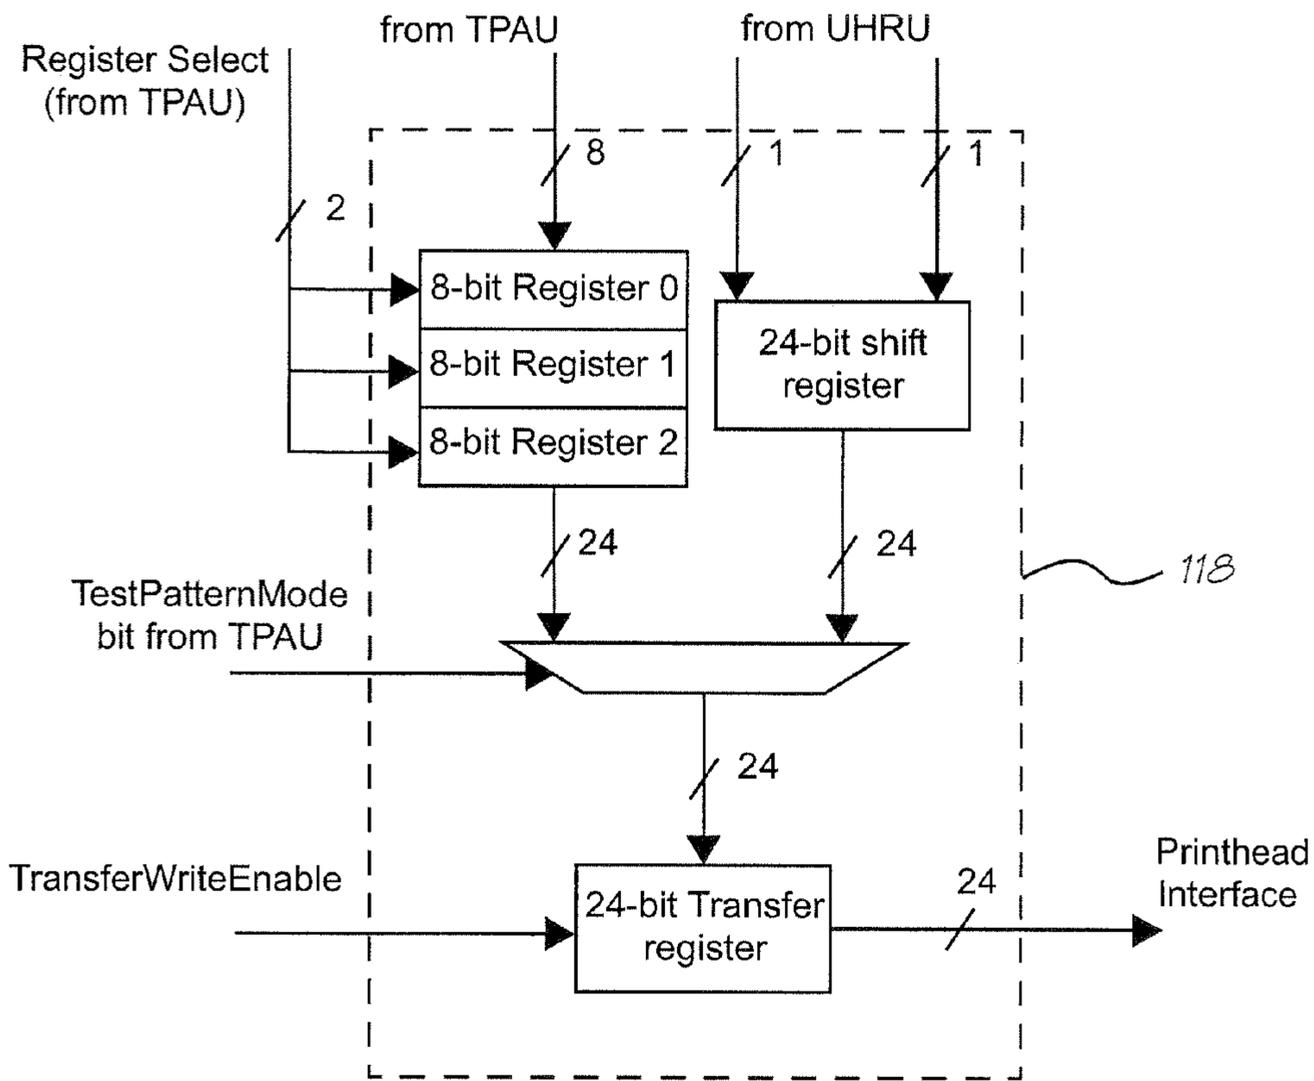 from TPAU
from UHRU
Register Select
(from TPAU)
8
1
1
2
8-bit Register 0
8-bit Register 1
8-bit Register 2
24-bit shift
register
24
24
118
TestPatternMode
bit from TPAU
24
TransferWriteEnable
24-bit Transfer
register
24
Printhead
Interface